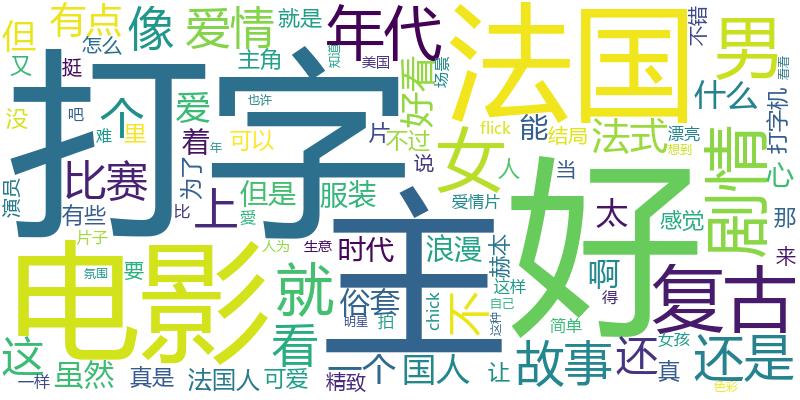 打字
好
主
电影
法国
复古
年代
剧情
男
女
爱情
有点
但
像
就是
又
怎么
挺
主角
知道
美国
场景
好看
不错
看看
什么
打字机
吧
没
难
里
个
爱
也许
可以
着
年
片
不过
flick
能
结局
法式
漂亮
想到
演员
比赛
为了
但是
服装
说
人
当
心
有些
比
上
愛
爱情片
太
感觉
那
片子
人为
生意
时代
浪漫
赫本
啊
来
氛围
要
就
俗套
chick
不
这样
自己
得
这
看
明星
拍
这种
简单
女孩
故事
还
还是
一样
虽然
真是
法国人
可爱
精致
一个
国人
让
真
色彩